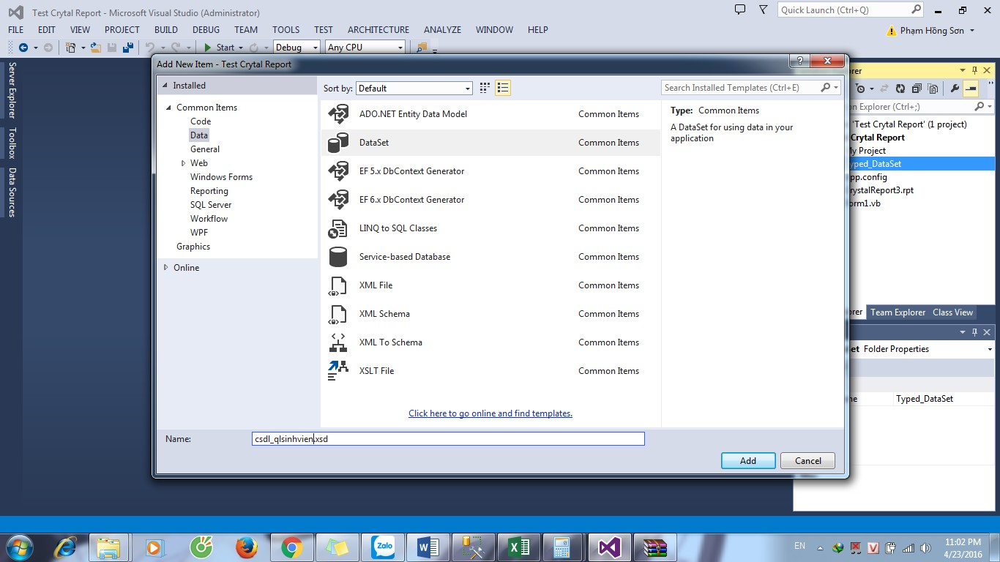 Test Crytal Report - Microsoft Visual Studio (Administrator)
Quick Launch (Ctrl+Q)
FILE EDIT VIEW PROJECT BUILD DEBUG TEAM TOOLS TEST ARCHITECTURE ANALYZE WINDOW HELP
Phạm Hồng Sơn
Start Debug Any CPU
Server Explorer
Toolbox
Data Sources
Add New Item - Test Crytal Report
Installed
Common Items
Code
Data
General
Web
Windows Forms
Reporting
SQL Server
Workflow
WPF
Graphics
Online
Sort by: Default
Search Installed Templates (Ctrl+E)
ADO.NET Entity Data Model Common Items
DataSet Common Items
EF 5.x DbContext Generator Common Items
EF 6.x DbContext Generator Common Items
LINQ to SQL Classes Common Items
Service-based Database Common Items
XML File Common Items
XML Schema Common Items
XML To Schema Common Items
XSLT File Common Items
Click here to go online and find templates.
Type: Common Items
A DataSet for using data in your
application
Name: csdl_qlsinhvien.xsd
Add Cancel
rer
on Explorer (Ctrl+;)
'Test Crytal Report' (1 project)
Crytal Report
My Project
yped_DataSet
pp.config
rystalReport3.rpt
orm1.vb
rer Team Explorer Class View
et Folder Properties
me Typed_DataSet
Zalo
EN
11:02 PM
4/23/2016